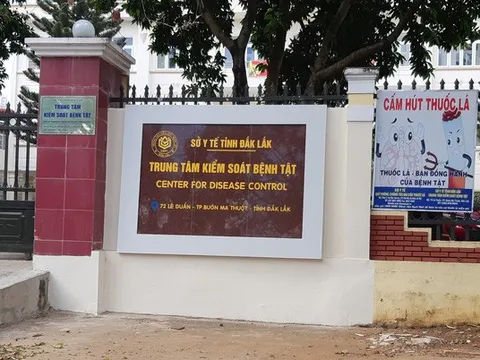 TRUNG TÂM
KIỂM SOÁT BỆNH TẬT
SỞ Y TẾ TỈNH ĐẮK LẮK
TRUNG TÂM KIỂM SOÁT BỆNH TẬT
CENTER FOR DISEASE CONTROL
72 LÊ DUẨN - TP BUÔN MA THUỘT - TỈNH ĐẮK LẮK
CẤM HÚT THUỐC LÁ
THUỐC LÁ - BẠN ĐỒNG HÀNH
CỦA BỆNH TẬT